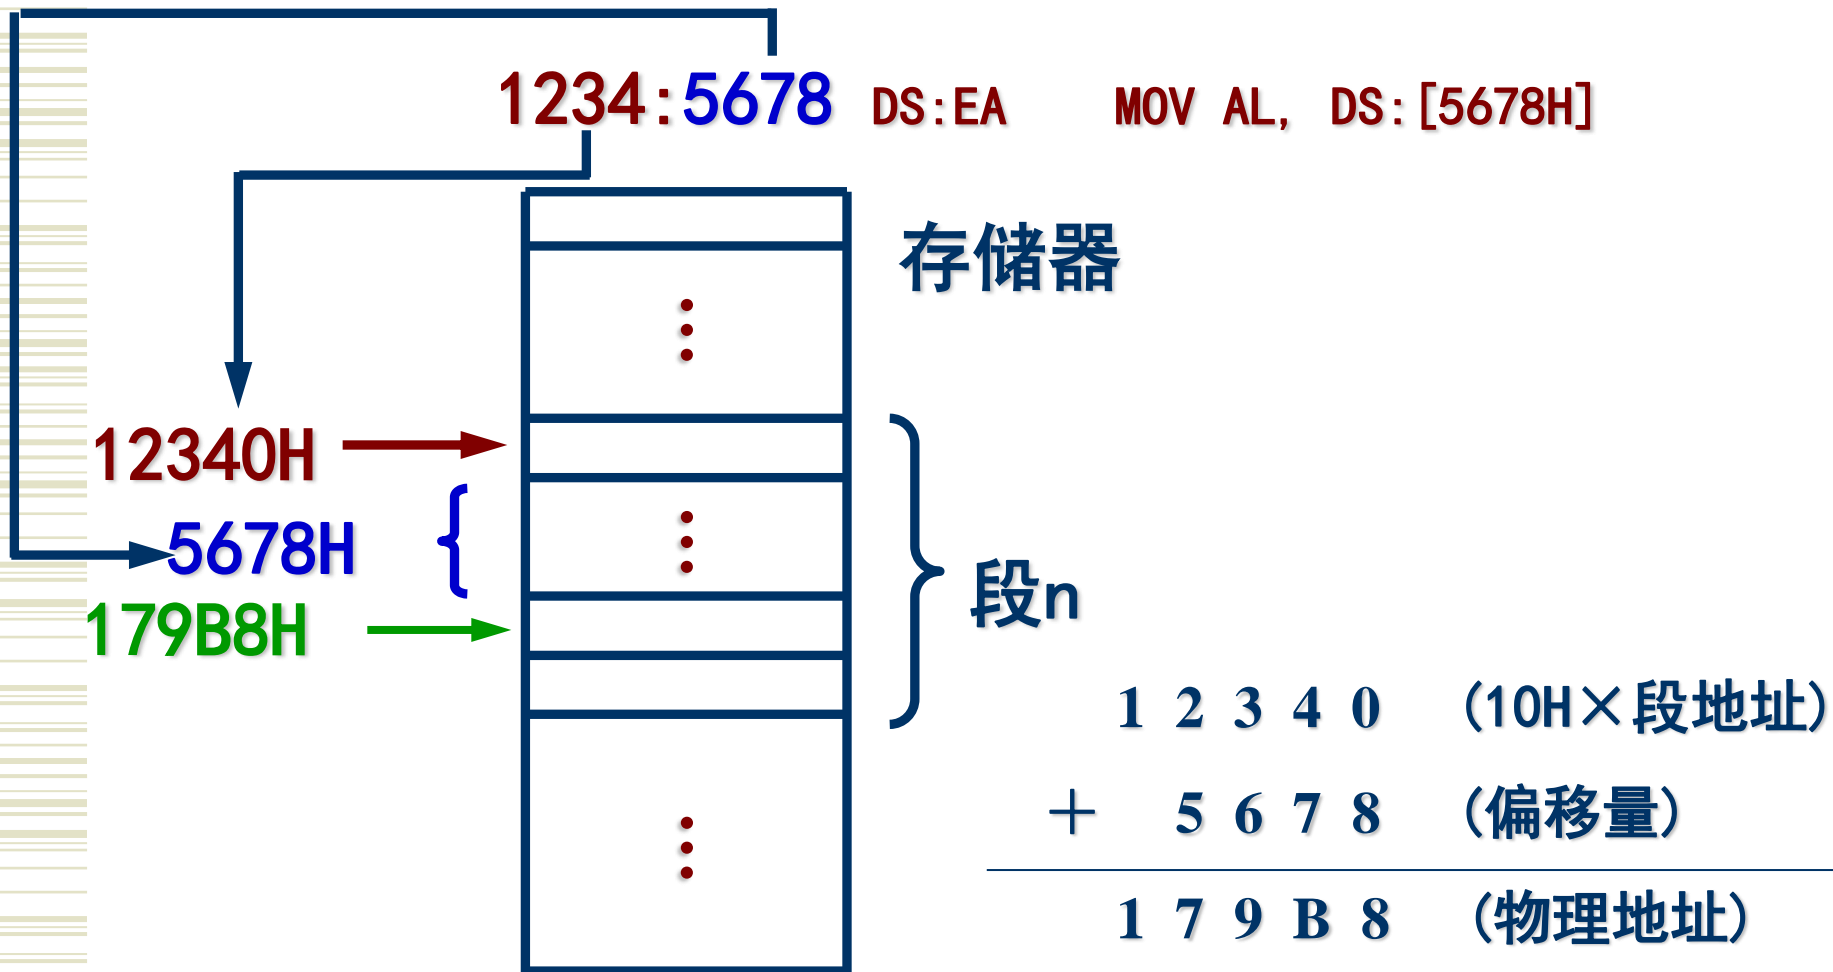 1234:5678 DS:EA MOV AL, DS:[5678H]
存储器
12340H
5678H
179B8H
段n
1 2 3 4 0 (10H×段地址)
+ 5 6 7 8 (偏移量)
1 7 9 B 8 (物理地址)